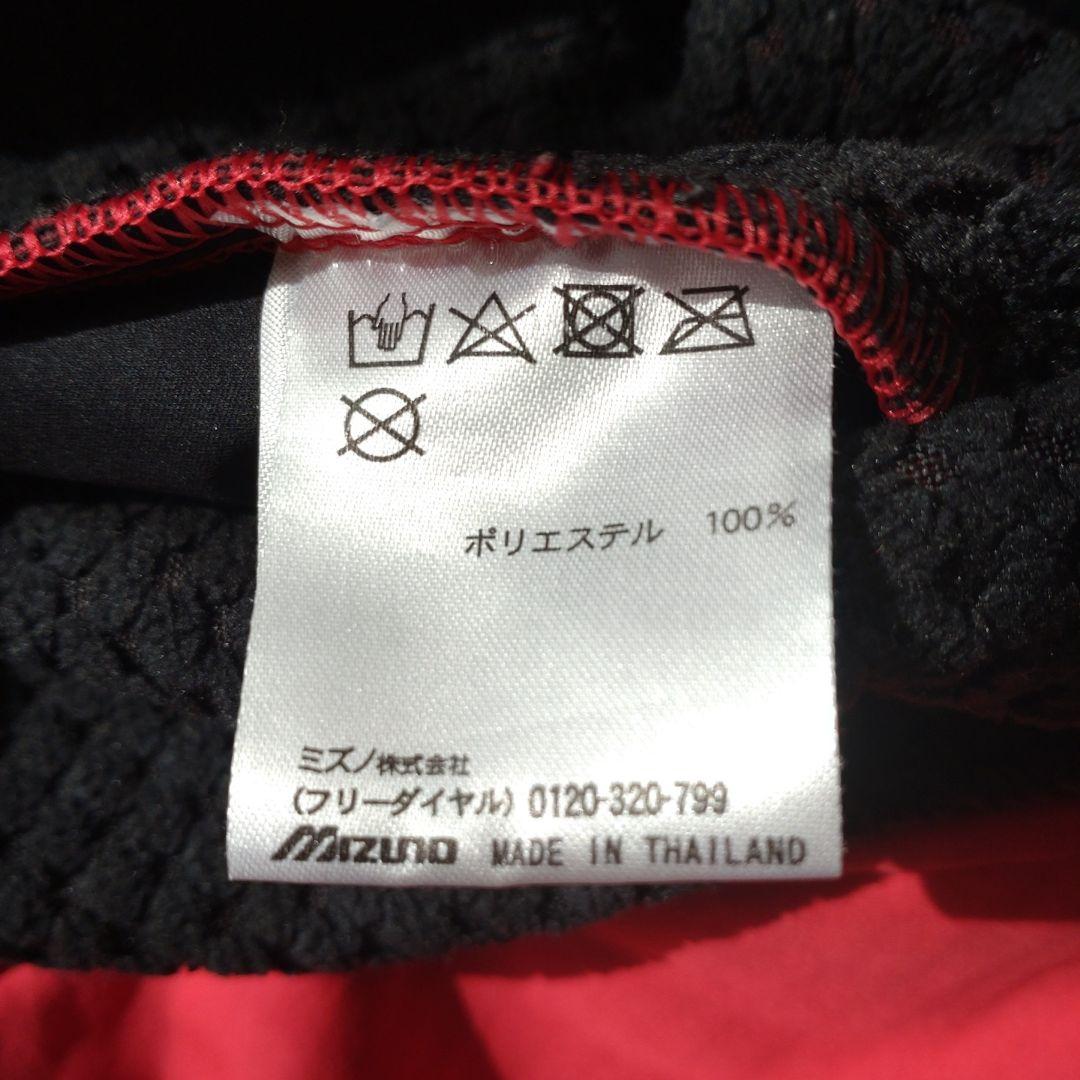 ポリエステル 100%
ミズノ株式会社
(フリーダイヤル) 0120-320-799
MIZUNO MADE IN THAILAND